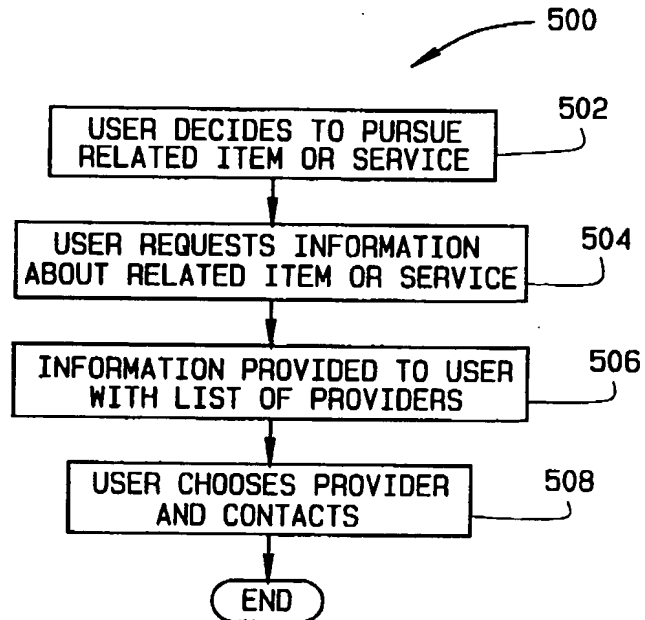 500
USER DECIDES TO PURSUE
RELATED ITEM OR SERVICE
502
USER REQUESTS INFORMATION
ABOUT RELATED ITEM OR SERVICE
504
INFORMATION PROVIDED TO USER
WITH LIST OF PROVIDERS
506
USER CHOOSES PROVIDER
AND CONTACTS
508
END